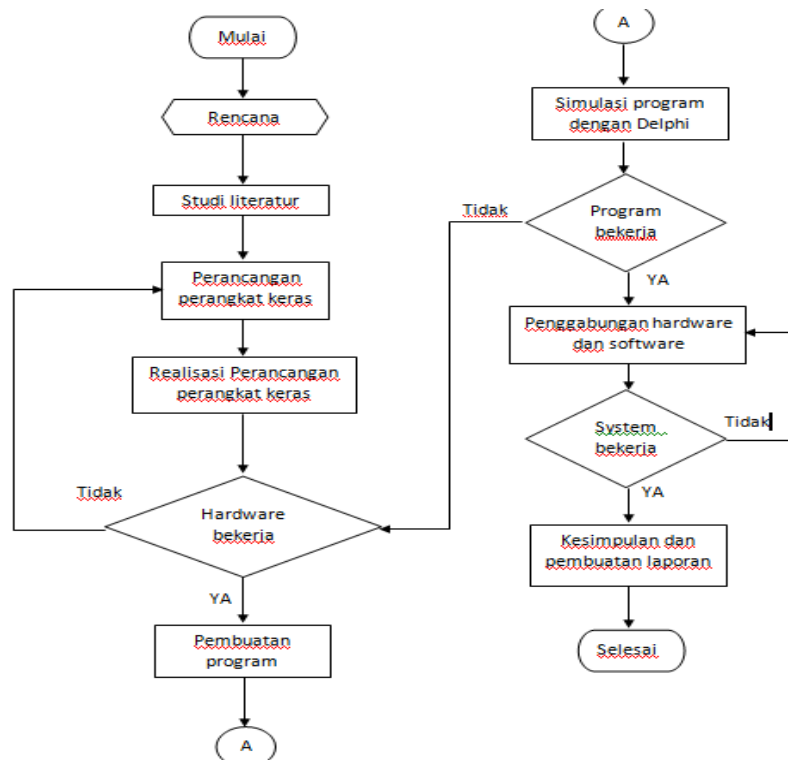 Mulai
Rencana
Studi literatur
Perancangan
perangkat keras
Realisasi Perancangan
perangkat keras
Tidak
Hardware
bekerja
YA
Pembuatan
program
A
A
Simulasi program
dengan Delphi
Tidak
Program
bekerja
YA
Penggabungan hardware
dan software
Tidak
System
bekerja
YA
Kesimpulan dan
pembuatan laporan
Selesai